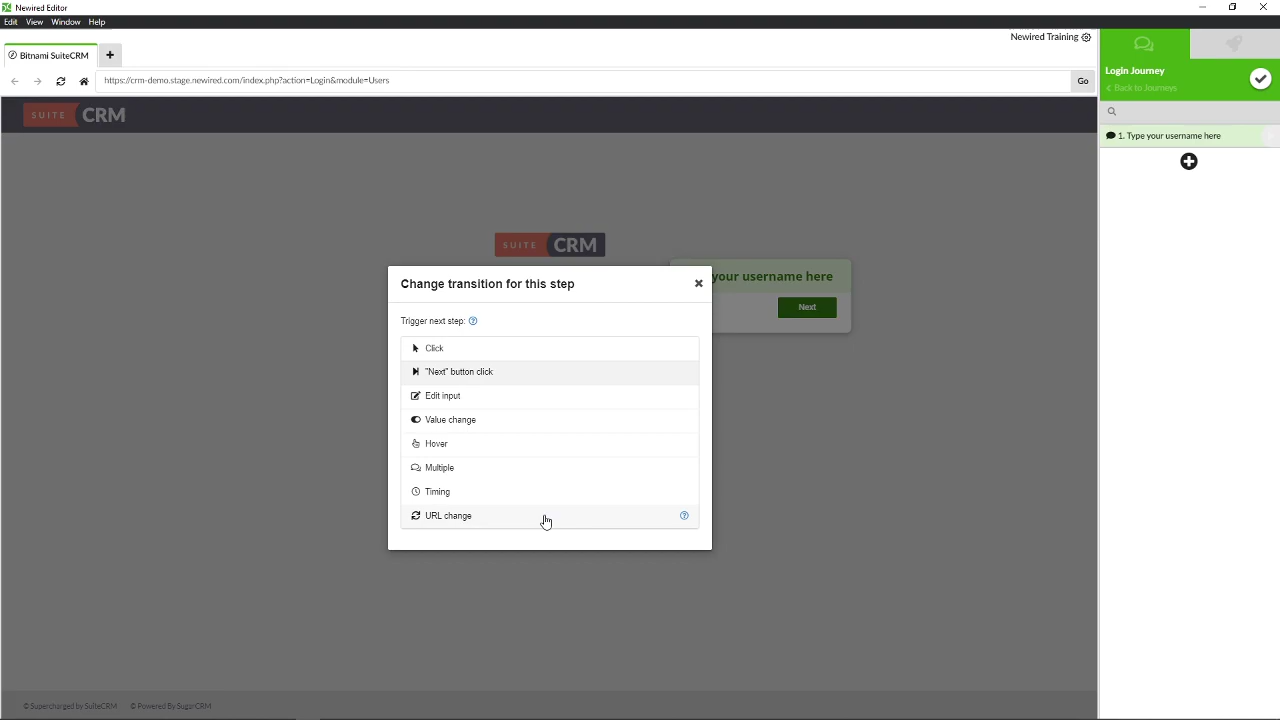 Newired Editor
Edit View Window Help
Newired Training
Bitnami SuiteCRM
https://crm-demo.stage.newired.com/index.php?action=Login&module=Users
Go
Login Journey
Back to Journeys
SUITE CRM
1. Type your username here
SUITE CRM
your username here
Next
Change transition for this step
Trigger next step:
Click
"Next" button click
Edit input
Value change
Hover
Multiple
Timing
URL change
© Supercharged by SuiteCRM © Powered By SugarCRM